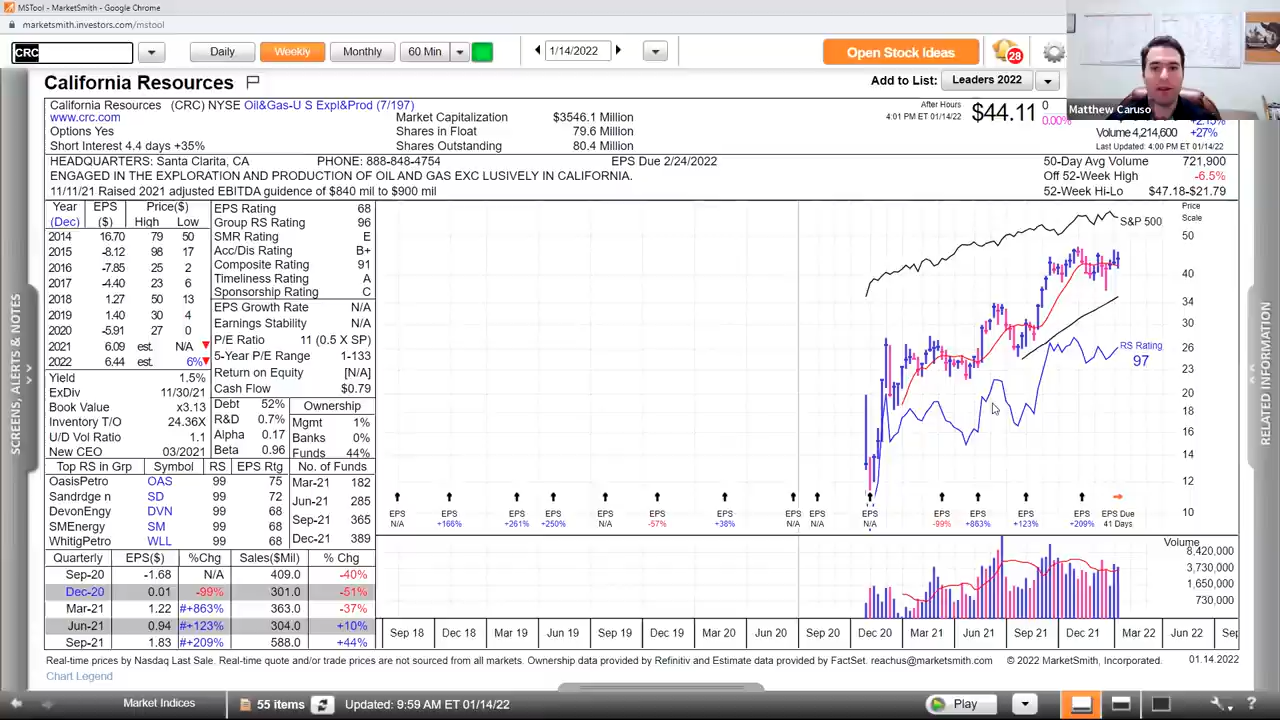 MSTool - MarketSmith - Google Chrome
marketsmith.investors.com/mstool
CRC Daily Weekly Monthly 60 Min 1/14/2022 Open Stock Ideas 28
California Resources
Add to List: Leaders 2022
Matthew Caruso
California Resources (CRC) NYSE Oil&Gas-U S Expl&Prod (7/197)
www.crc.com
Options Yes
Short Interest 4.4 days +35%
Market Capitalization $3546.1 Million
Shares in Float 79.6 Million
Shares Outstanding 80.4 Million
After Hours
4:01 PM ET 01/14/22
$44.11 0
0.00%
+2.15%
Volume 4,214,600 +27%
Last Updated: 4:00 PM ET 01/14/22
HEADQUARTERS: Santa Clarita, CA PHONE: 888-848-4754 EPS Due 2/24/2022
ENGAGED IN THE EXPLORATION AND PRODUCTION OF OIL AND GAS EXC LUSIVELY IN CALIFORNIA.
11/11/21 Raised 2021 adjusted EBITDA guidence of $840 mil to $900 mil
50-Day Avg Volume 721,900
Off 52-Week High -6.5%
52-Week Hi-Lo $47.18-$21.79
Year EPS Price($)
(Dec) ($) High Low
2014 16.70 79 50
2015 -8.12 98 17
2016 -7.85 25 2
2017 -4.40 23 6
2018 1.27 50 13
2019 1.40 30 4
2020 -5.91 27 0
2021 6.09 est. N/A
2022 6.44 est. 6%
Yield 1.5%
ExDiv 11/30/21
Book Value x3.13
Inventory T/O 24.36X
U/D Vol Ratio 1.1
New CEO 03/2021
EPS Rating 68
Group RS Rating 96
SMR Rating E
Acc/Dis Rating B+
Composite Rating 91
Timeliness Rating A
Sponsorship Rating C
EPS Growth Rate N/A
Earnings Stability N/A
P/E Ratio 11 (0.5 X SP)
5-Year P/E Range 1-133
Return on Equity [N/A]
Cash Flow $0.79
Debt 52%
R&D 0.7%
Alpha 0.17
Beta 0.96
Ownership
Mgmt 1%
Banks 0%
Funds 44%
Top RS in Grp Symbol RS EPS Rtg
OasisPetro OAS 99 75
Sandrdge n SD 99 72
DevonEngy DVN 99 68
SMEnergy SM 99 68
WhitigPetro WLL 99 68
No. of Funds
Mar-21 182
Jun-21 285
Sep-21 365
Dec-21 389
Quarterly EPS($) %Chg Sales($Mil) % Chg
Sep-20 -1.68 N/A 409.0 -40%
Dec-20 0.01 -99% 301.0 -51%
Mar-21 1.22 #+863% 363.0 -37%
Jun-21 0.94 #+123% 304.0 +10%
Sep-21 1.83 #+209% 588.0 +44%
Price
Scale
S&P 500
50
40
34
30
26
23
20
18
16
14
12
10
RS Rating
97
EPS EPS EPS EPS EPS EPS EPS EPS EPS EPS EPS EPS EPS EPS EPS Due
N/A +166% +261% +250% N/A -57% +38% N/A N/A N/A -99% +863% +123% +209% 41 Days
Volume
8,420,000
3,730,000
1,650,000
730,000
Sep 18 Dec 18 Mar 19 Jun 19 Sep 19 Dec 19 Mar 20 Jun 20 Sep 20 Dec 20 Mar 21 Jun 21 Sep 21 Dec 21 Mar 22 Jun 22
SCREENS, ALERTS & NOTES
RELATED INFORMATION
Real-time prices by Nasdaq Last Sale. Real-time quote and/or trade prices are not sourced from all markets. Ownership data provided by Refinitiv and Estimate data provided by FactSet. reachus@marketsmith.com © 2022 MarketSmith, Incorporated. 01.14.2022
Chart Legend
Market Indices 55 items Updated: 9:59 AM ET 01/14/22 Play